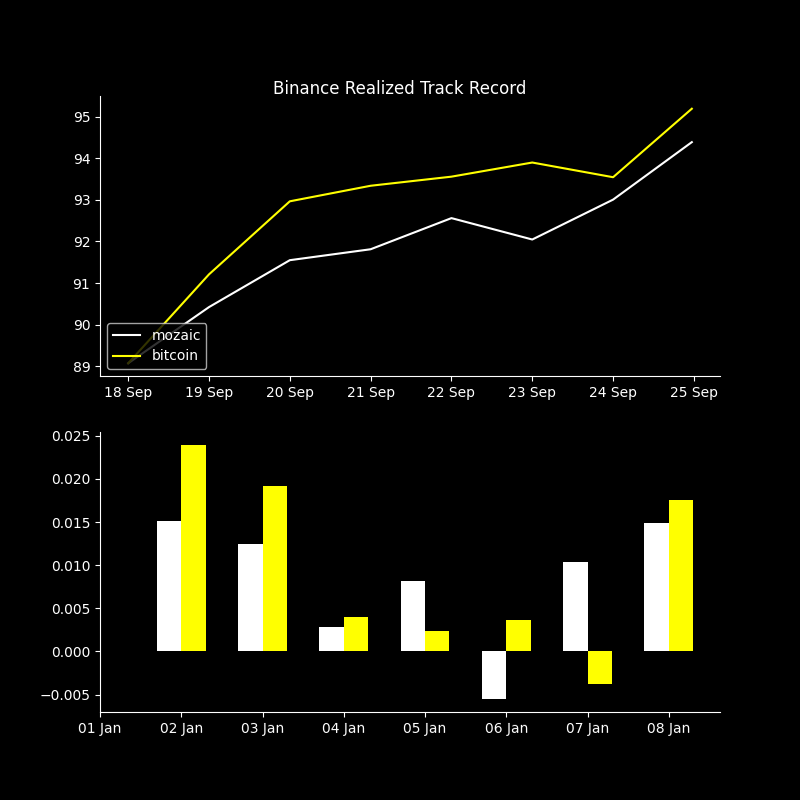 Binance Realized Track Record
95
94
93
92
91
90
89
mozaic
bitcoin
18 Sep 19 Sep 20 Sep 21 Sep 22 Sep 23 Sep 24 Sep 25 Sep
0.025
0.020
0.015
0.010
0.005
0.000
−0.005
01 Jan 02 Jan 03 Jan 04 Jan 05 Jan 06 Jan 07 Jan 08 Jan